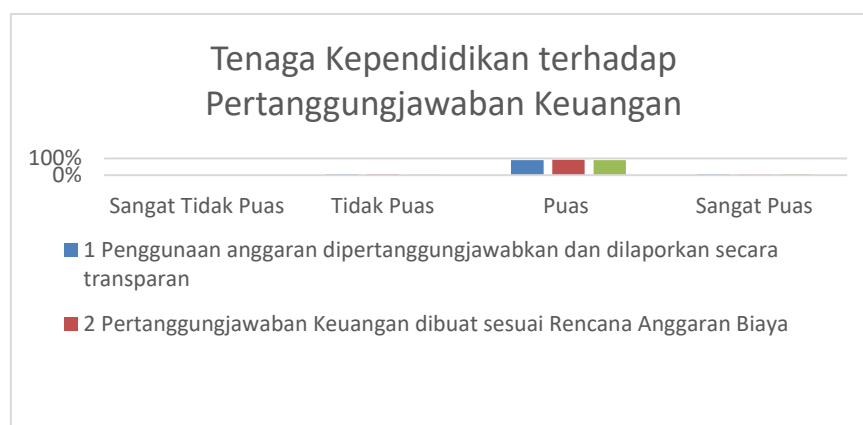 Tenaga Kependidikan terhadap
Pertanggungjawaban Keuangan
100%
0%
Sangat Tidak Puas
Tidak Puas
Puas
Sangat Puas
1 Penggunaan anggaran dipertanggungjawabkan dan dilaporkan secara
transparan
2 Pertanggungjawaban Keuangan dibuat sesuai Rencana Anggaran Biaya